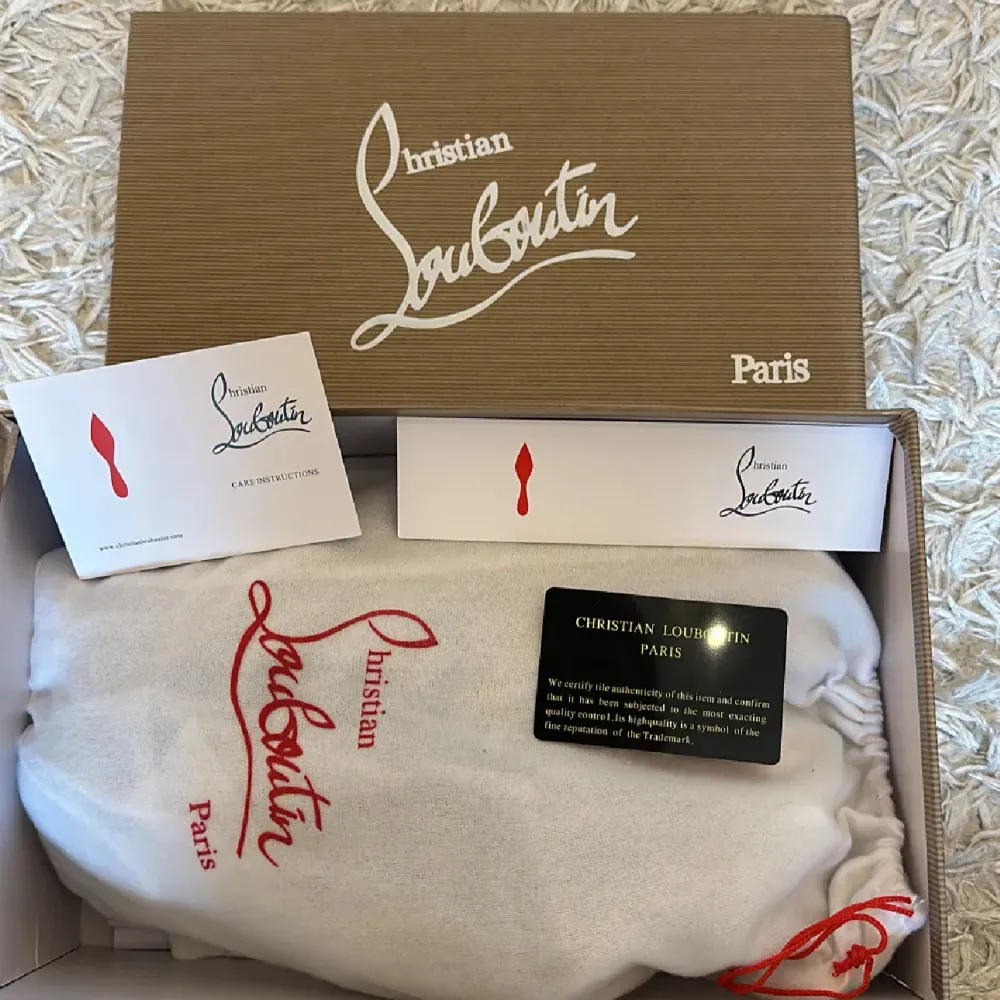 Christian
Louboutin
Paris
Christian
Louboutin
CARE INSTRUCTIONS
www.christianlouboutin.com
Christian
Louboutin
Christian
Louboutin
Paris
CHRISTIAN LOUBOUTIN
PARIS
We certify tile authenticity of this item and confirm
that it has been subjected to the most exacting
quality control.Its highquality is a symbol of the
fine reputation of the Trademark.